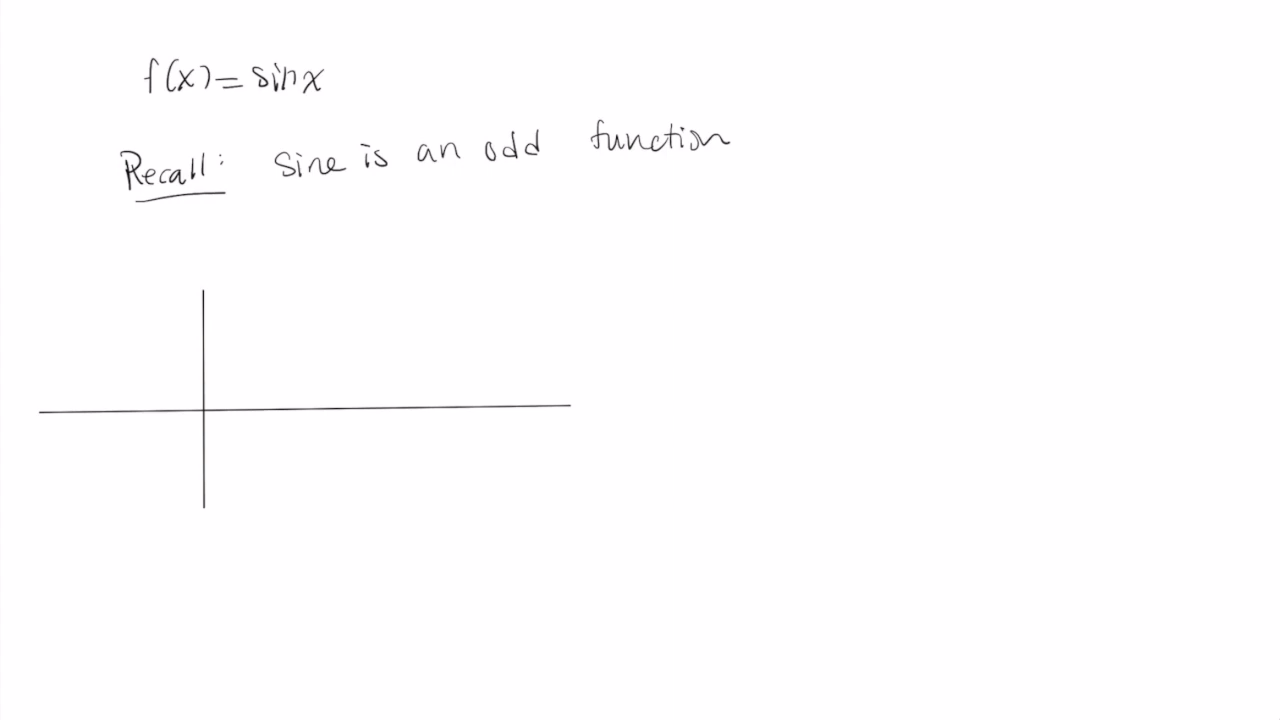 f(x) = sin x
Recall: Sine is an odd function